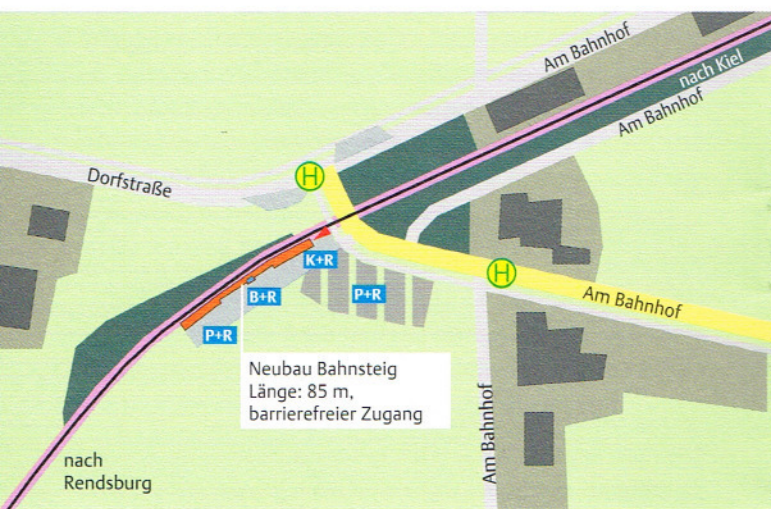 Am Bahnhof
nach Kiel
Am Bahnhof
Dorfstraße
H
K+R
B+R
P+R
H
P+R
Am Bahnhof
Neubau Bahnsteig
Länge: 85 m,
barrierefreier Zugang
Am Bahnhof
nach
Rendsburg